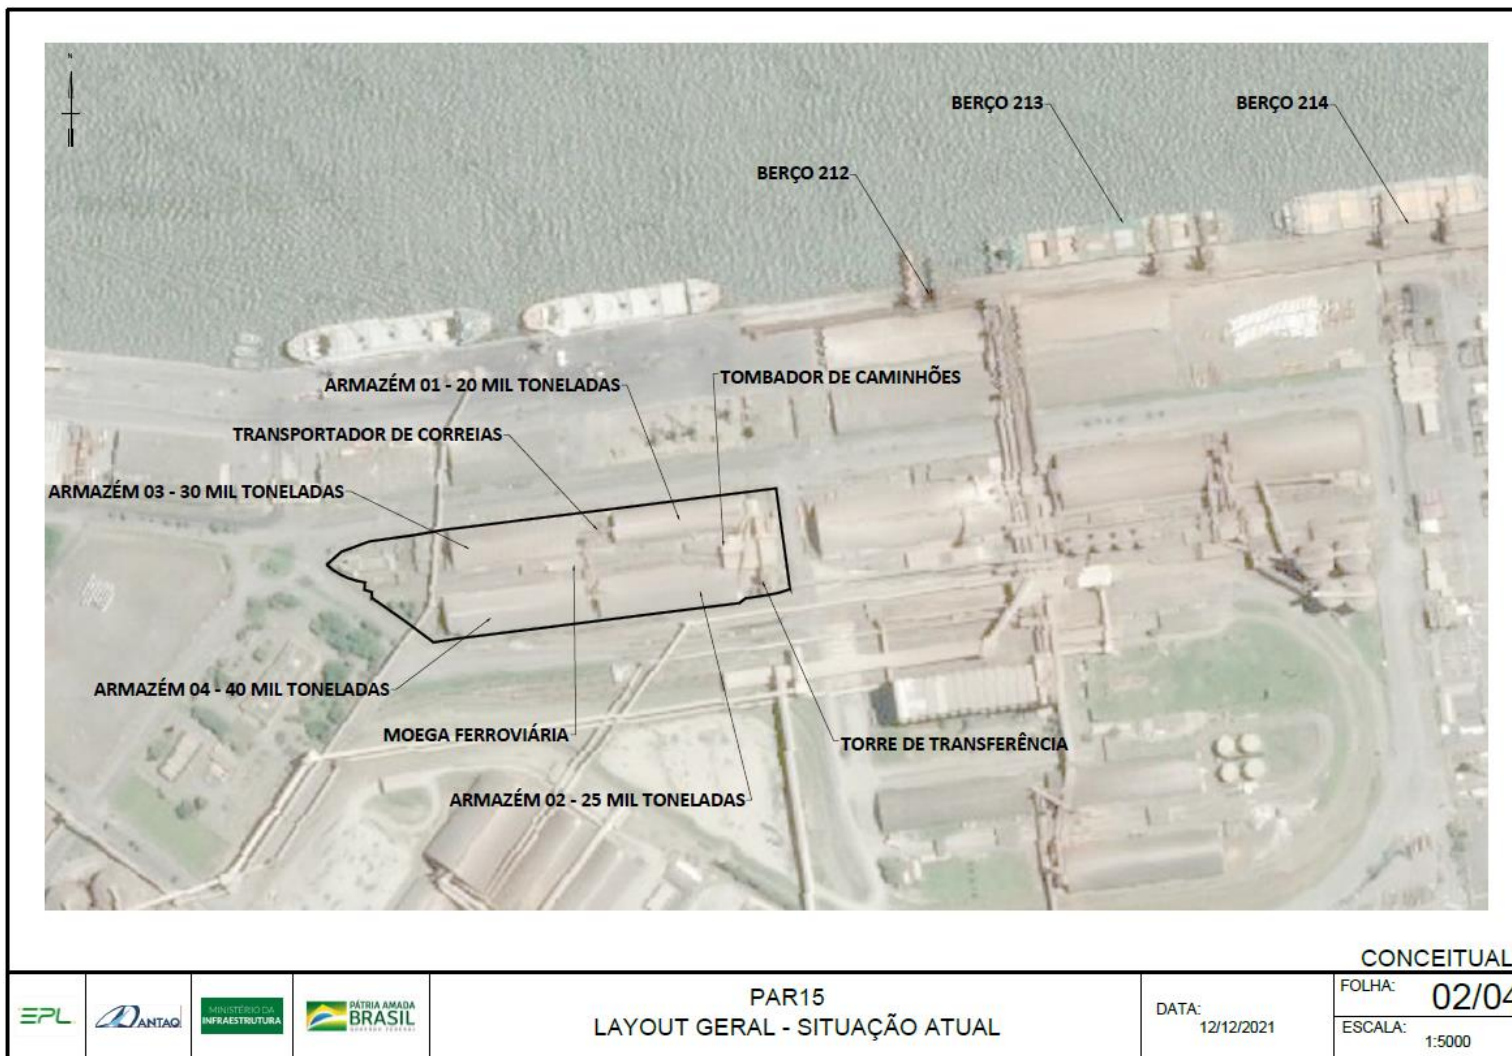 N
BERÇO 213
BERÇO 214
BERÇO 212
ARMAZÉM 01 - 20 MIL TONELADAS
TOMBADOR DE CAMINHÕES
TRANSPORTADOR DE CORREIAS
ARMAZÉM 03 - 30 MIL TONELADAS
ARMAZÉM 04 - 40 MIL TONELADAS
MOEGA FERROVIÁRIA
TORRE DE TRANSFERÊNCIA
ARMAZÉM 02 - 25 MIL TONELADAS
CONCEITUAL
EPL
ANTAQ
MINISTÉRIO DA
INFRAESTRUTURA
PÁTRIA AMADA
BRASIL
GOVERNO FEDERAL
PAR15
LAYOUT GERAL - SITUAÇÃO ATUAL
DATA:
12/12/2021
FOLHA:
02/04
ESCALA:
1:5000